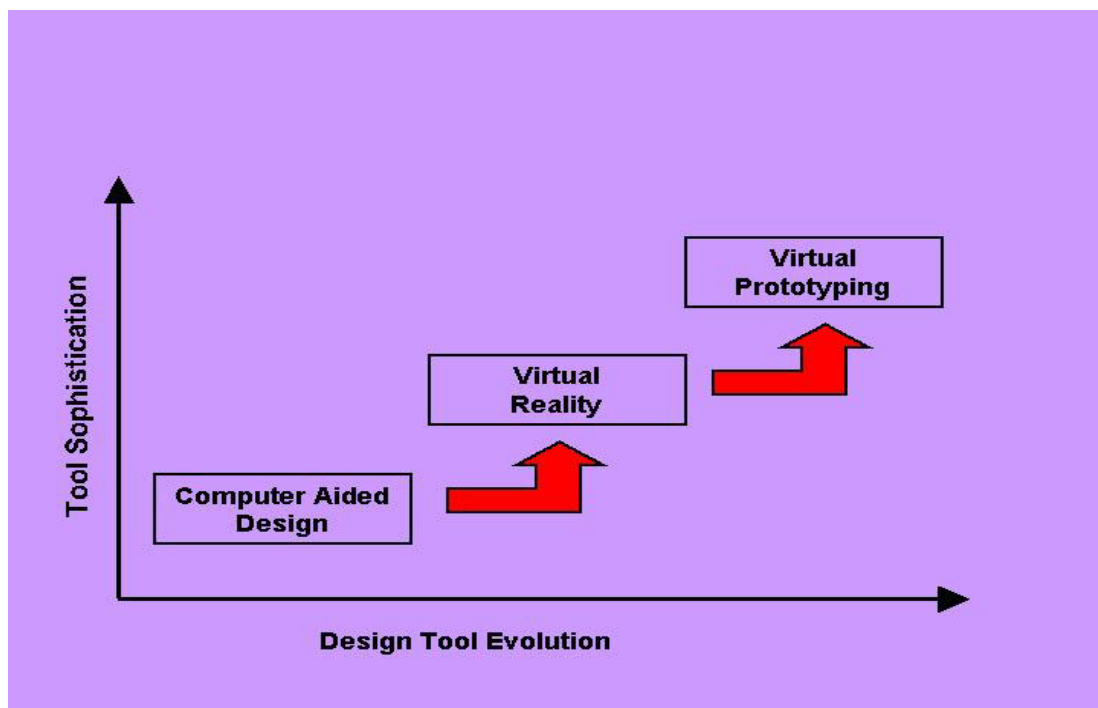 Virtual
Prototyping
Virtual
Reality
Computer Aided
Design
Tool Sophistication
Design Tool Evolution